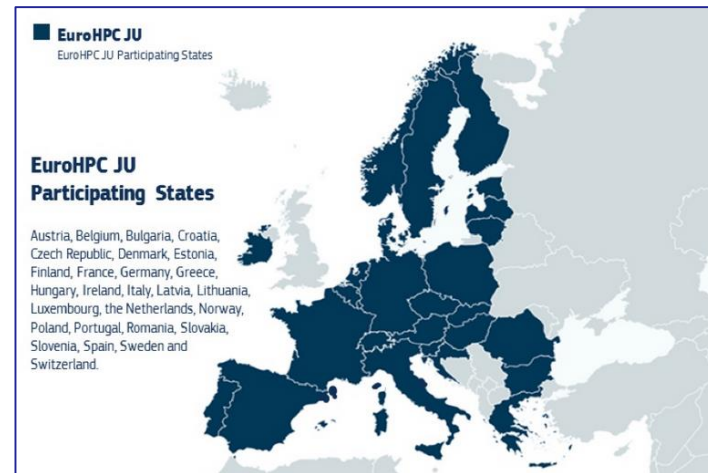 EuroHPC JU
EuroHPC JU Participating States
EuroHPC JU
Participating States
Austria, Belgium, Bulgaria, Croatia,
Czech Republic, Denmark, Estonia,
Finland, France, Germany, Greece,
Hungary, Ireland, Italy, Latvia, Lithuania,
Luxembourg, the Netherlands, Norway,
Poland, Portugal, Romania, Slovakia,
Slovenia, Spain, Sweden and
Switzerland.